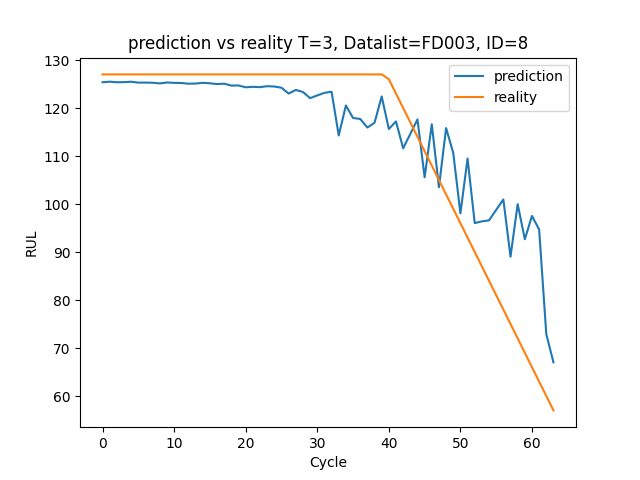 prediction vs reality T=3, Datalist=FD003, ID=8
prediction
reality
130
120
110
100
90
80
70
60
RUL
0 10 20 30 40 50 60
Cycle